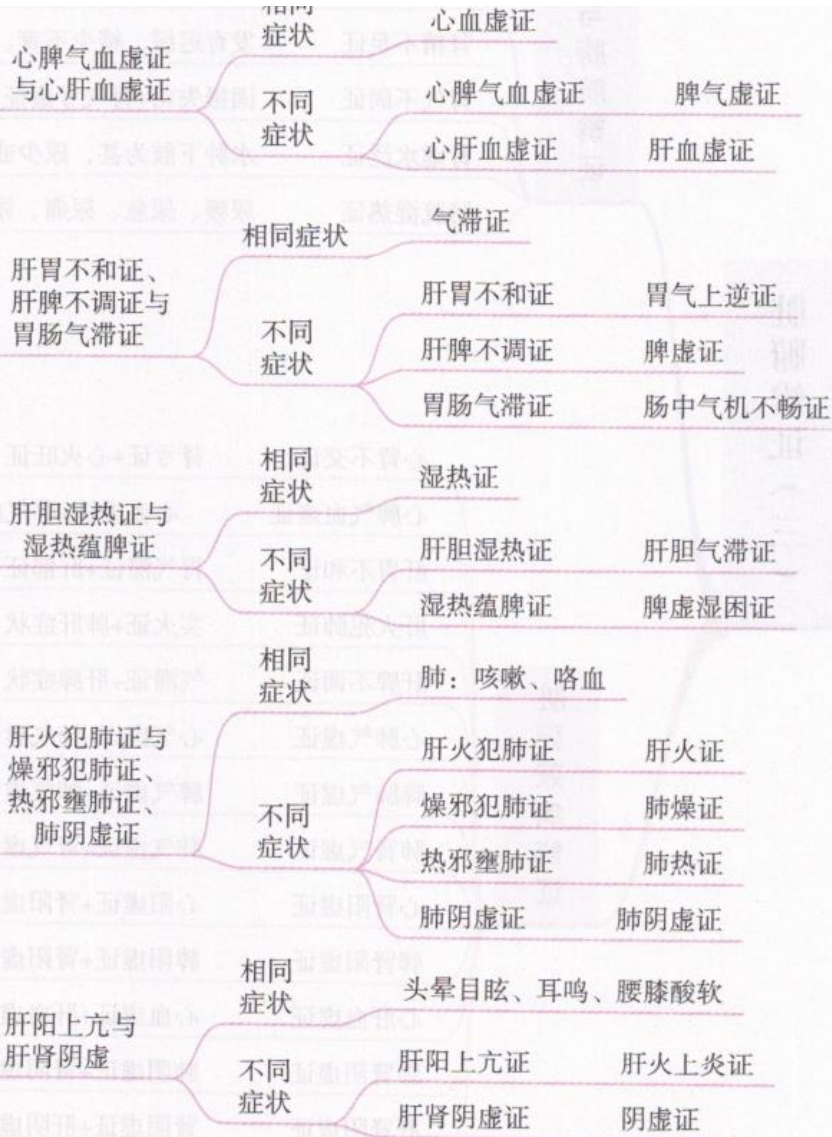 相同
症状
心血虚证
心脾气血虚证
与心肝血虚证
不同
症状
心脾气血虚证 脾气虚证
心肝血虚证 肝血虚证
相同症状
气滞证
肝胃不和证、
肝脾不调证与
胃肠气滞证
不同
症状
肝胃不和证 胃气上逆证
肝脾不调证 脾虚证
胃肠气滞证 肠中气机不畅证
相同
症状
湿热证
肝胆湿热证与
湿热蕴脾证
不同
症状
肝胆湿热证 肝胆气滞证
湿热蕴脾证 脾虚湿困证
相同
症状
肺：咳嗽、咯血
肝火犯肺证与
燥邪犯肺证、
热邪壅肺证、
肺阴虚证
不同
症状
肝火犯肺证 肝火证
燥邪犯肺证 肺燥证
热邪壅肺证 肺热证
肺阴虚证 肺阴虚证
相同
症状
头晕目眩、耳鸣、腰膝酸软
肝阳上亢与
肝肾阴虚
不同
症状
肝阳上亢证 肝火上炎证
肝肾阴虚证 阴虚证